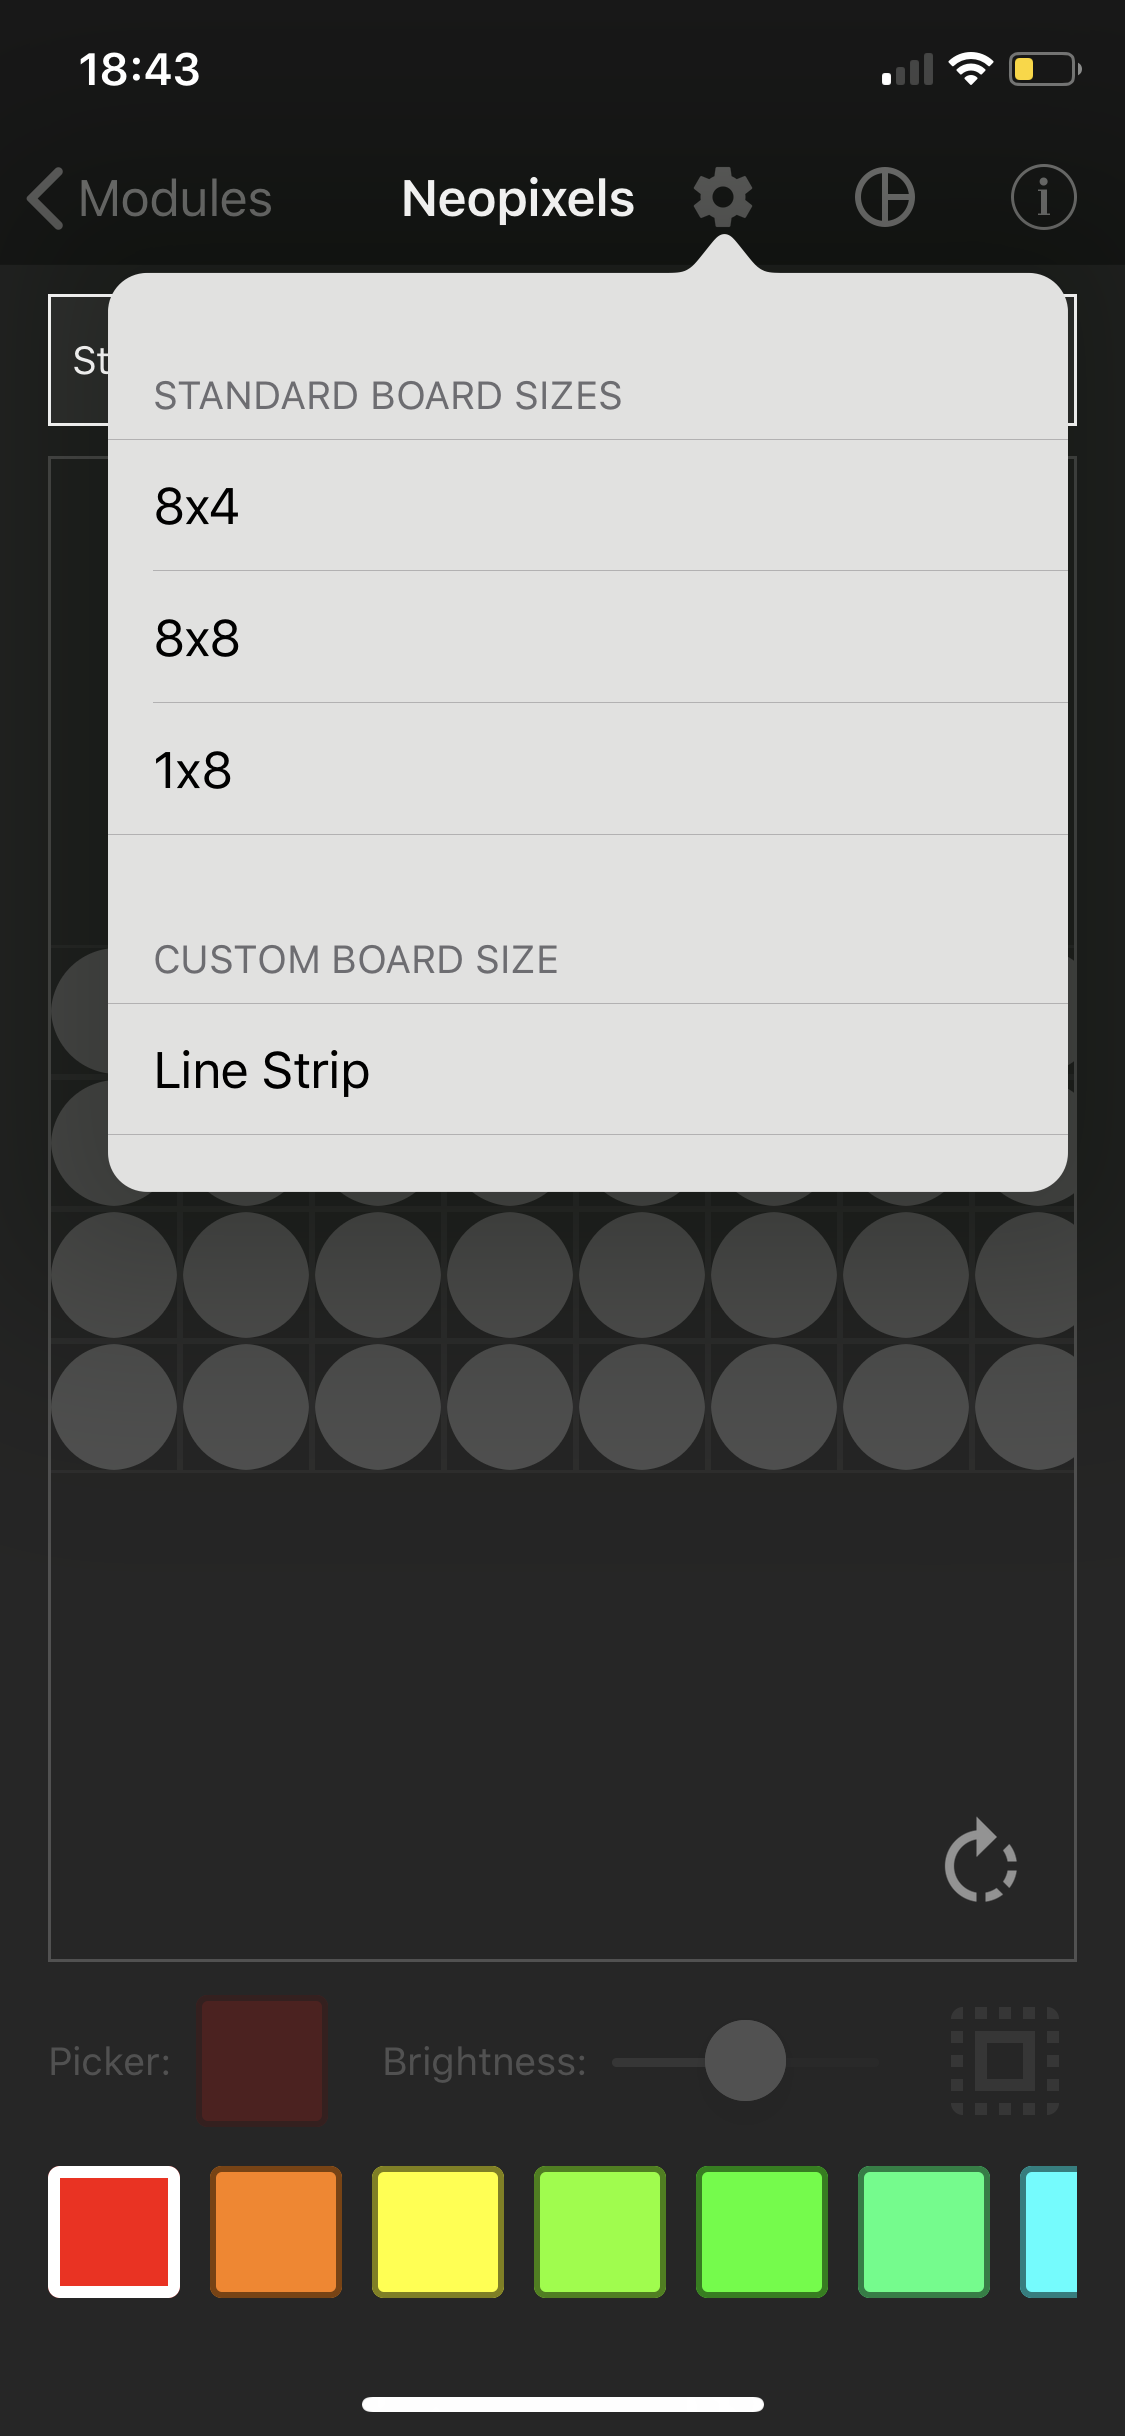 18:43
Modules
Neopixels
i
St
STANDARD BOARD SIZES
8x4
8x8
1x8
CUSTOM BOARD SIZE
Line Strip
Picker:
Brightness: